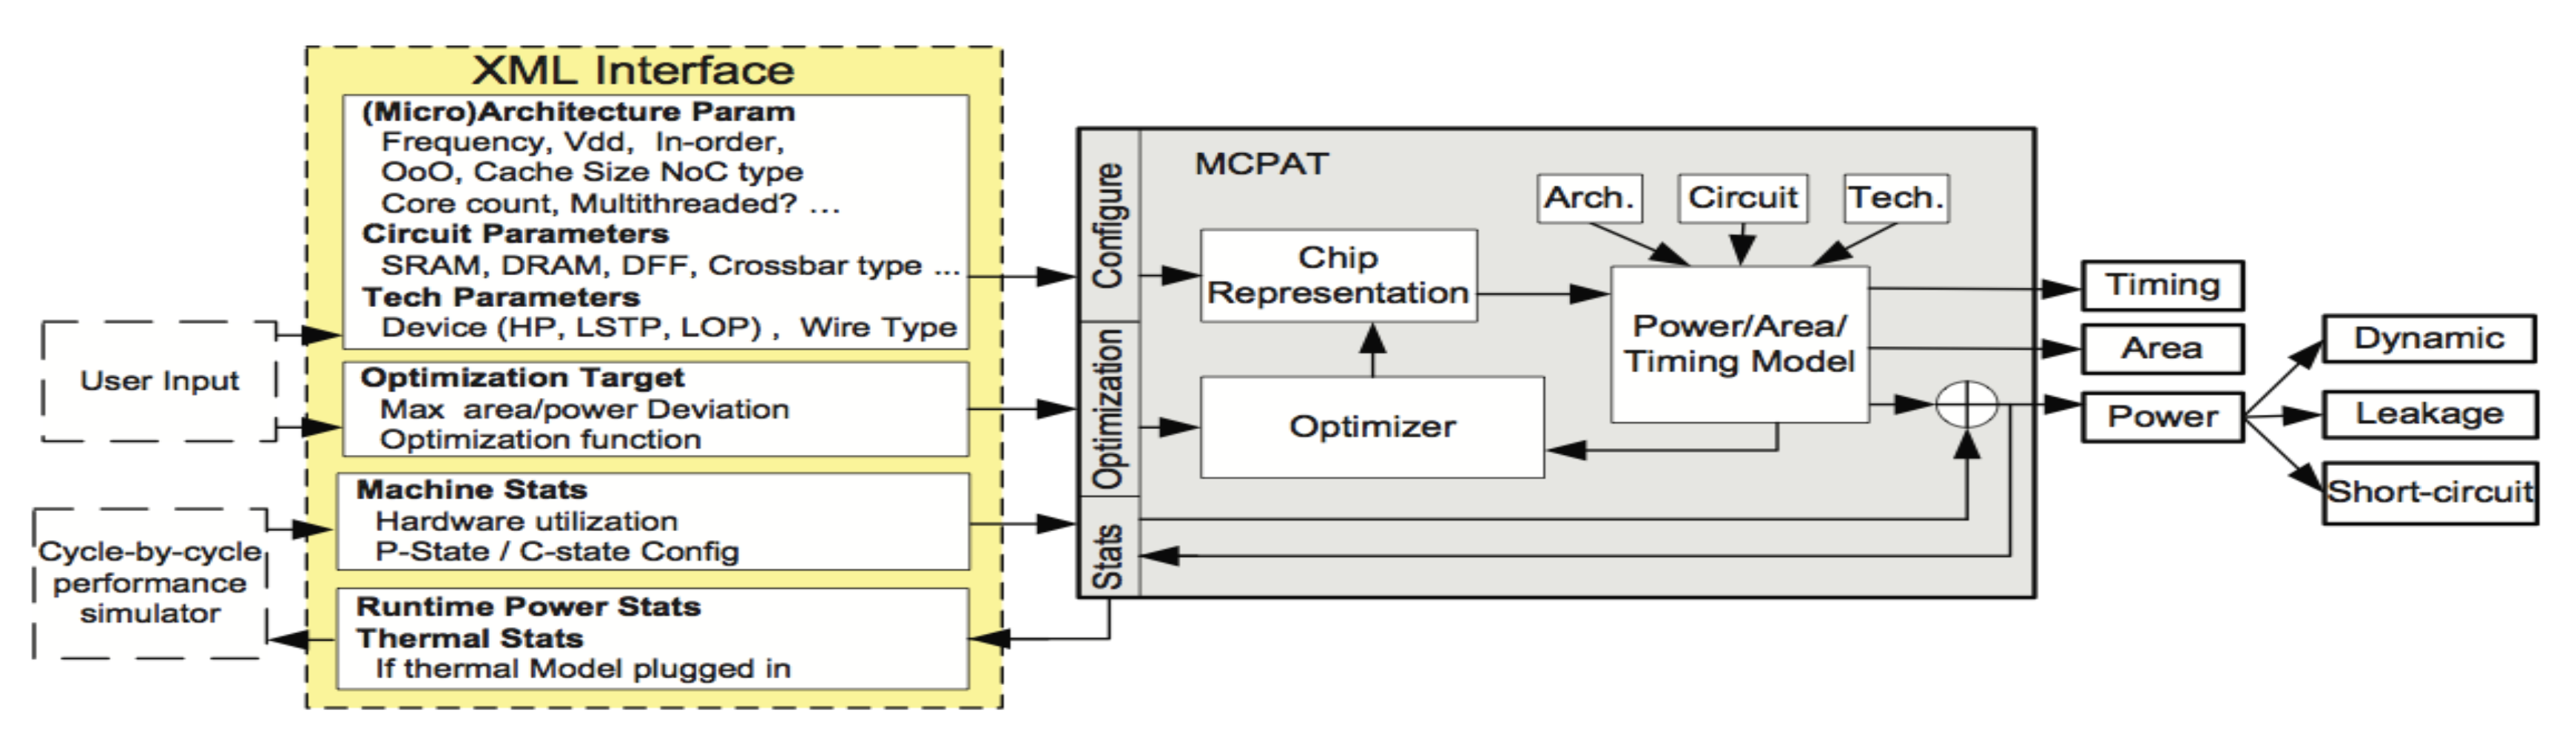 XML Interface
(Micro)Architecture Param
Frequency, Vdd, In-order,
OoO, Cache Size NoC type
Core count, Multithreaded? ...
Circuit Parameters
SRAM, DRAM, DFF, Crossbar type ...
Tech Parameters
Device (HP, LSTP, LOP) , Wire Type
User Input
Optimization Target
Max area/power Deviation
Optimization function
Machine Stats
Hardware utilization
P-State / C-state Config
Cycle-by-cycle
performance
simulator
Runtime Power Stats
Thermal Stats
If thermal Model plugged in
Configure
Optimization
Stats
MCPAT
Arch.
Circuit
Tech.
Chip
Representation
Power/Area/
Timing Model
Optimizer
Timing
Area
Power
Dynamic
Leakage
Short-circuit